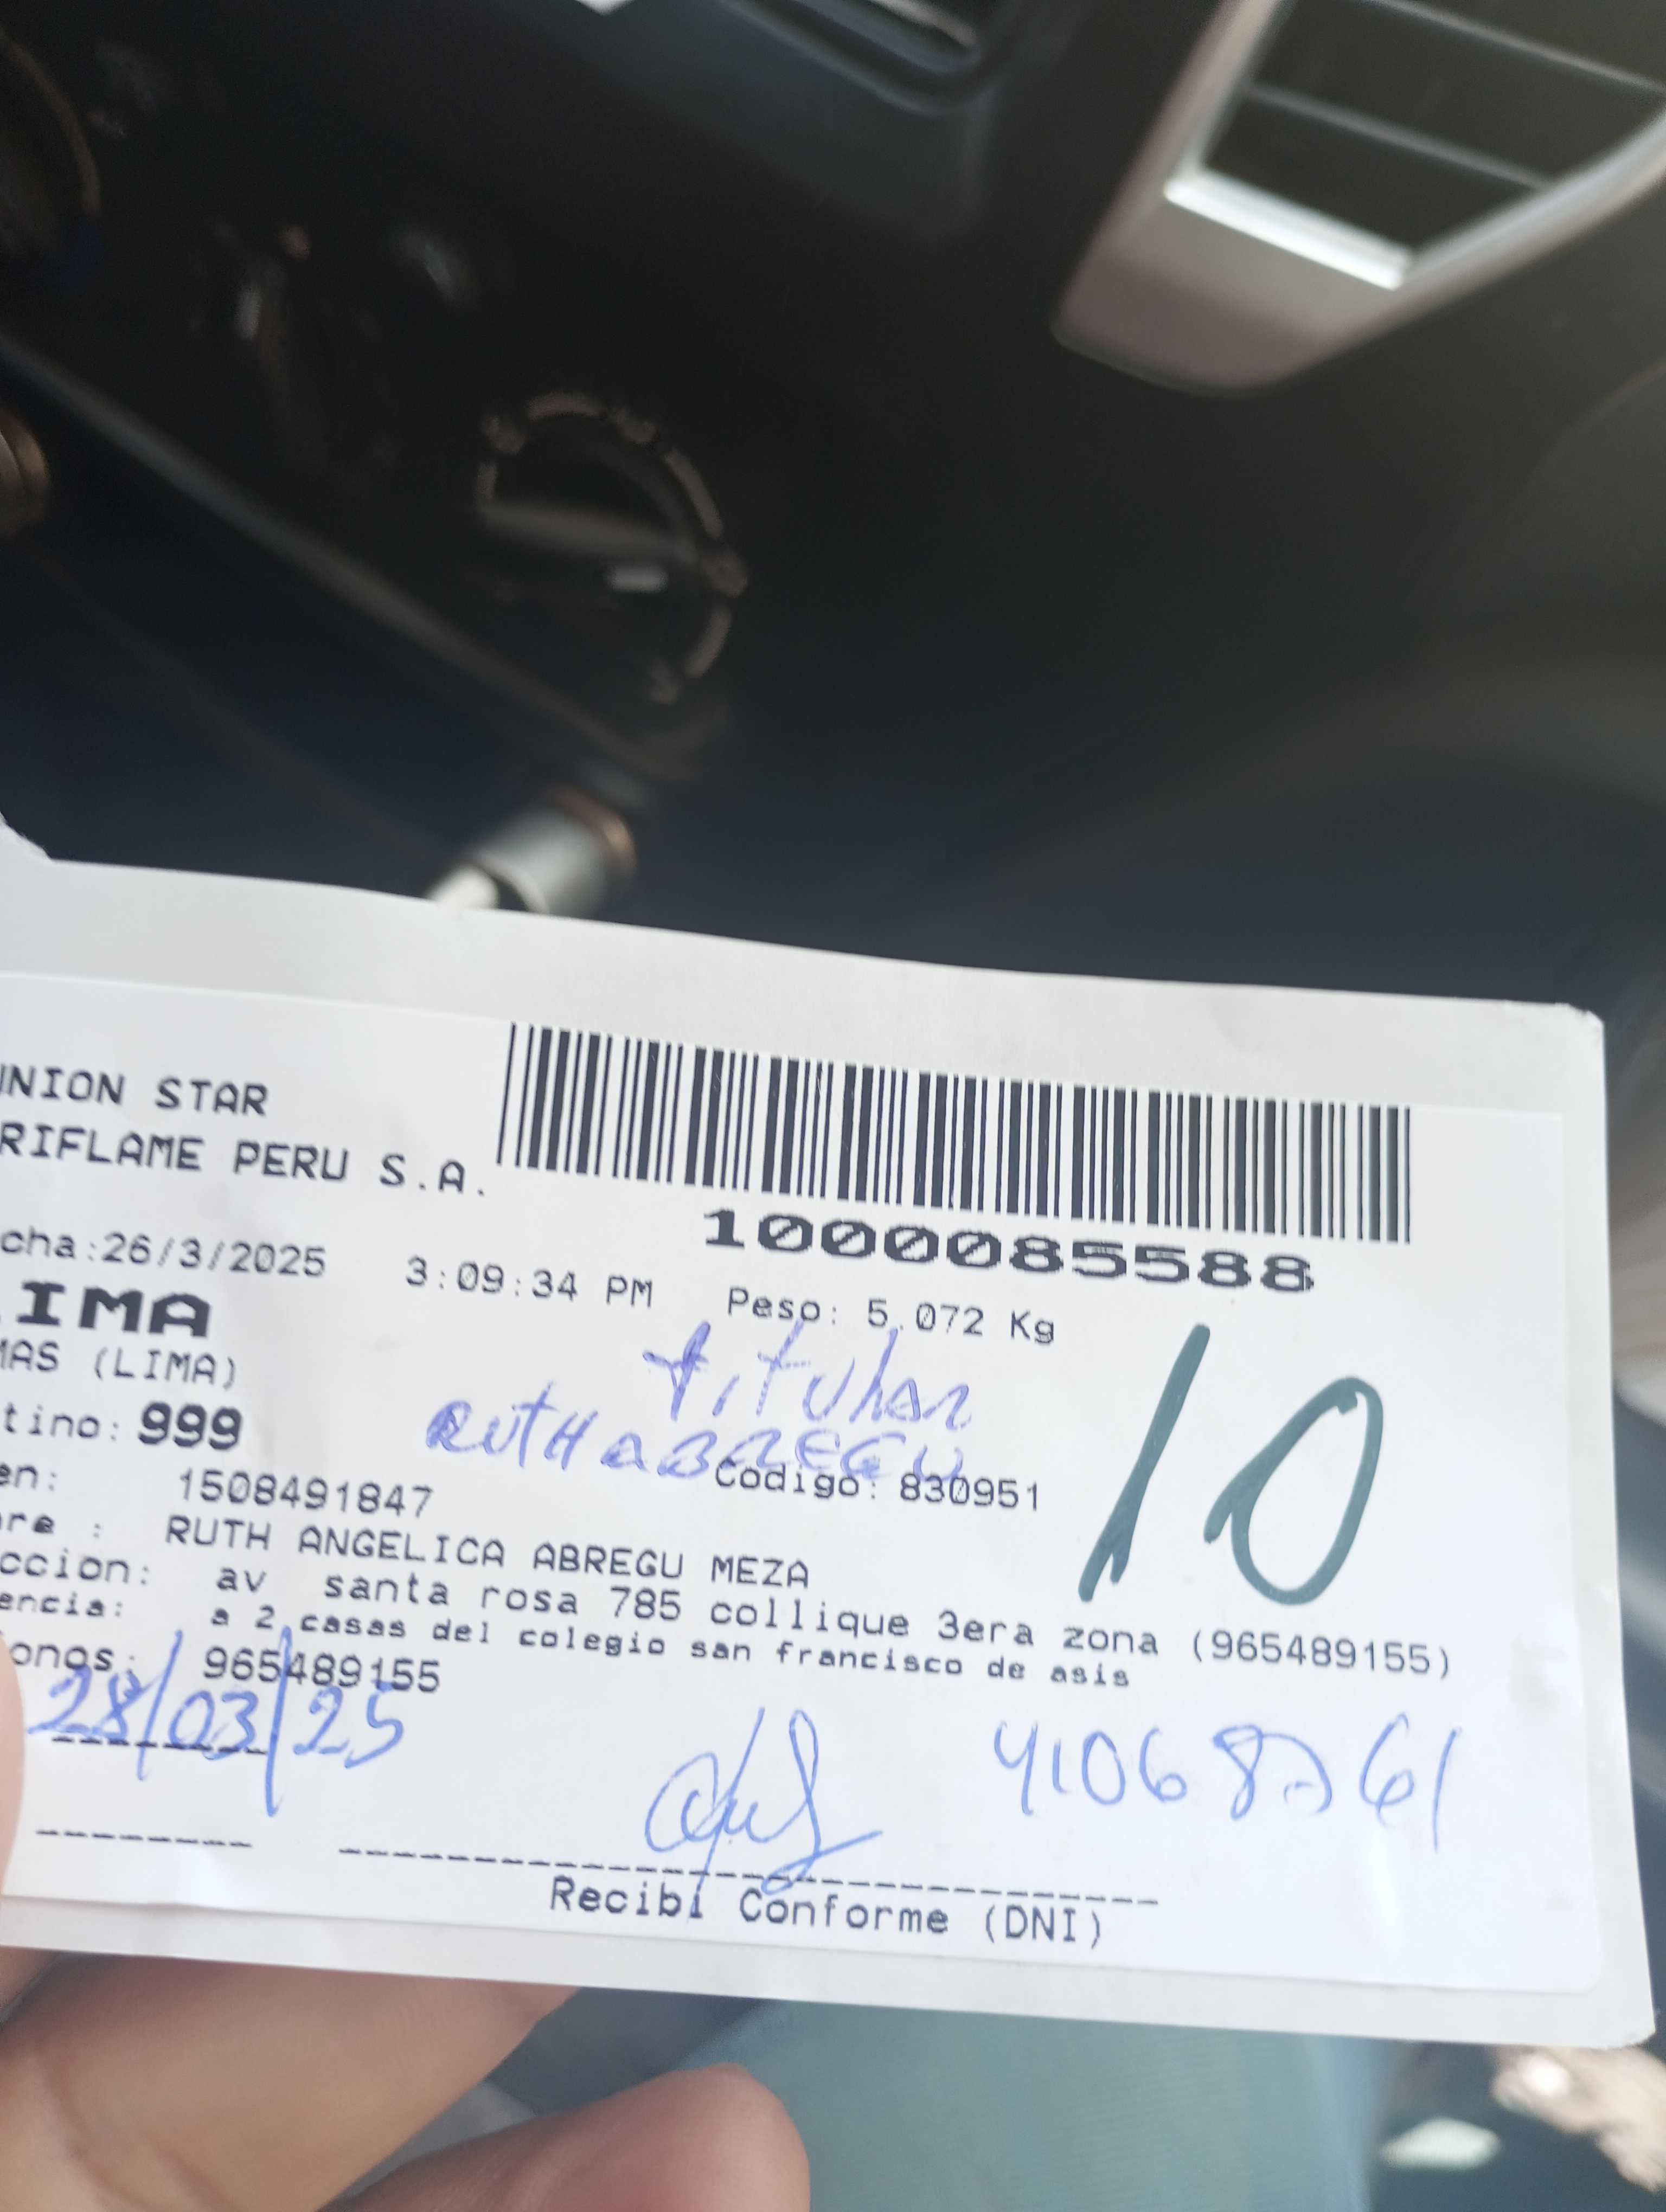 UNION STAR
RIFLAME PERU S.A.
1000085588
cha:26/3/2025 3:09:34 PM Peso: 5.072 Kg
IMA
MAS (LIMA)
titular
10
tino: 999
RUTH ABREGU
en: 1508491847 Codigo: 830951
re : RUTH ANGELICA ABREGU MEZA
ccion: av santa rosa 785 collique 3era zona (965489155)
encia: a 2 casas del colegio san francisco de asis
onos: 965489155
28/03/25
Recibí Conforme (DNI)